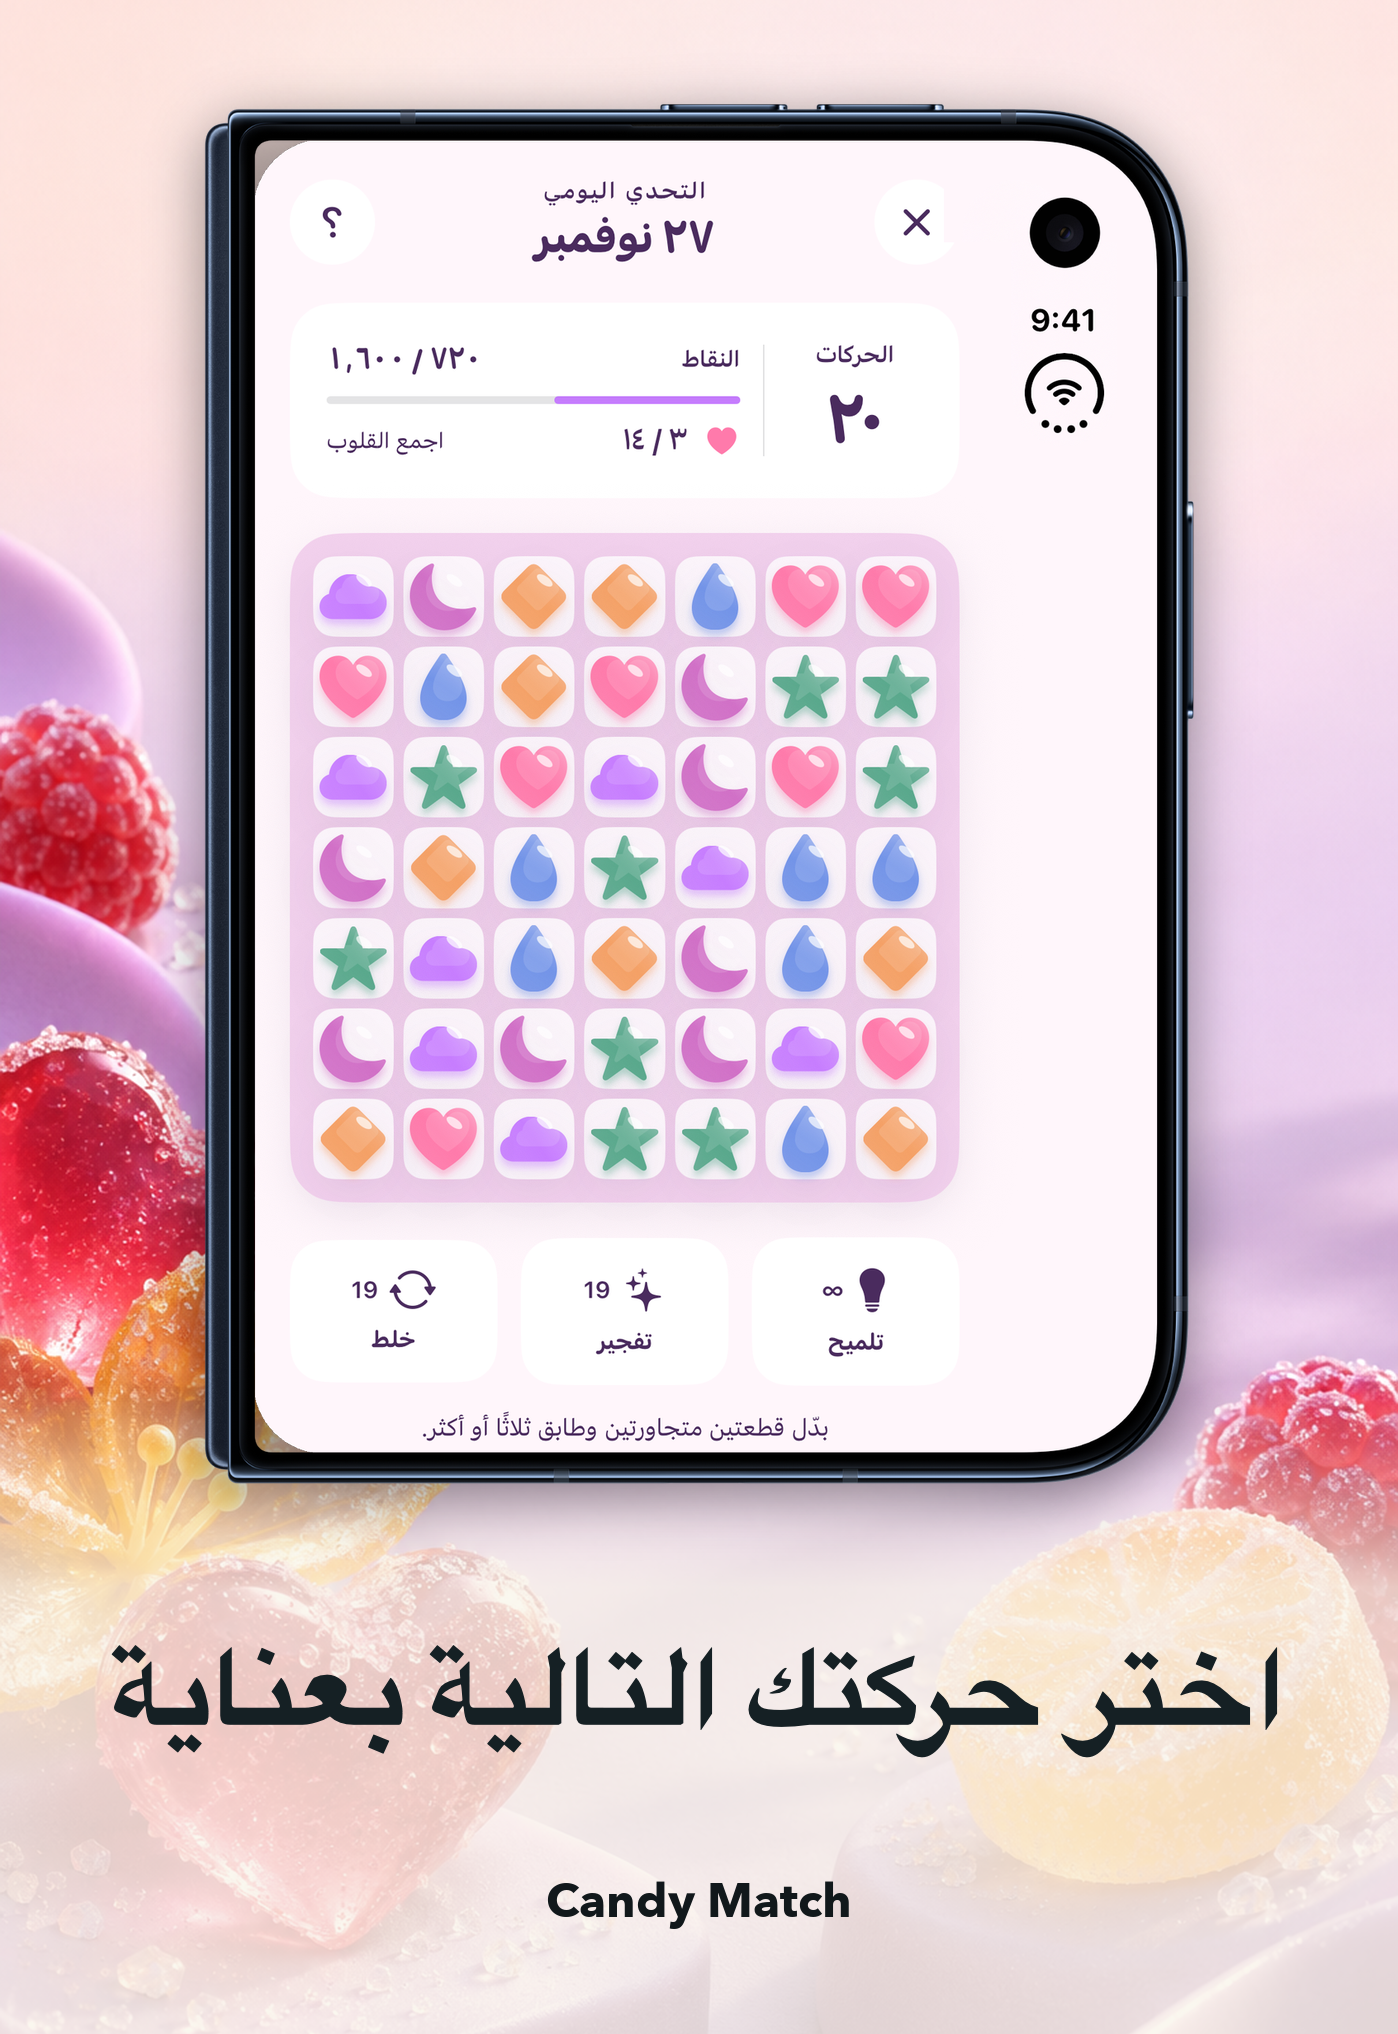 التحدي اليومي
٢٧ نوفمبر
؟
9:41
الحركات
٢٠
النقاط
٧٢٠ / ١٬٦٠٠
٣ / ١٤
اجمع القلوب
∞
تلميح
19
تفجير
19
خلط
بدّل قطعتين متجاورتين وطابق ثلاثًا أو أكثر.
اختر حركتك التالية بعناية
Candy Match